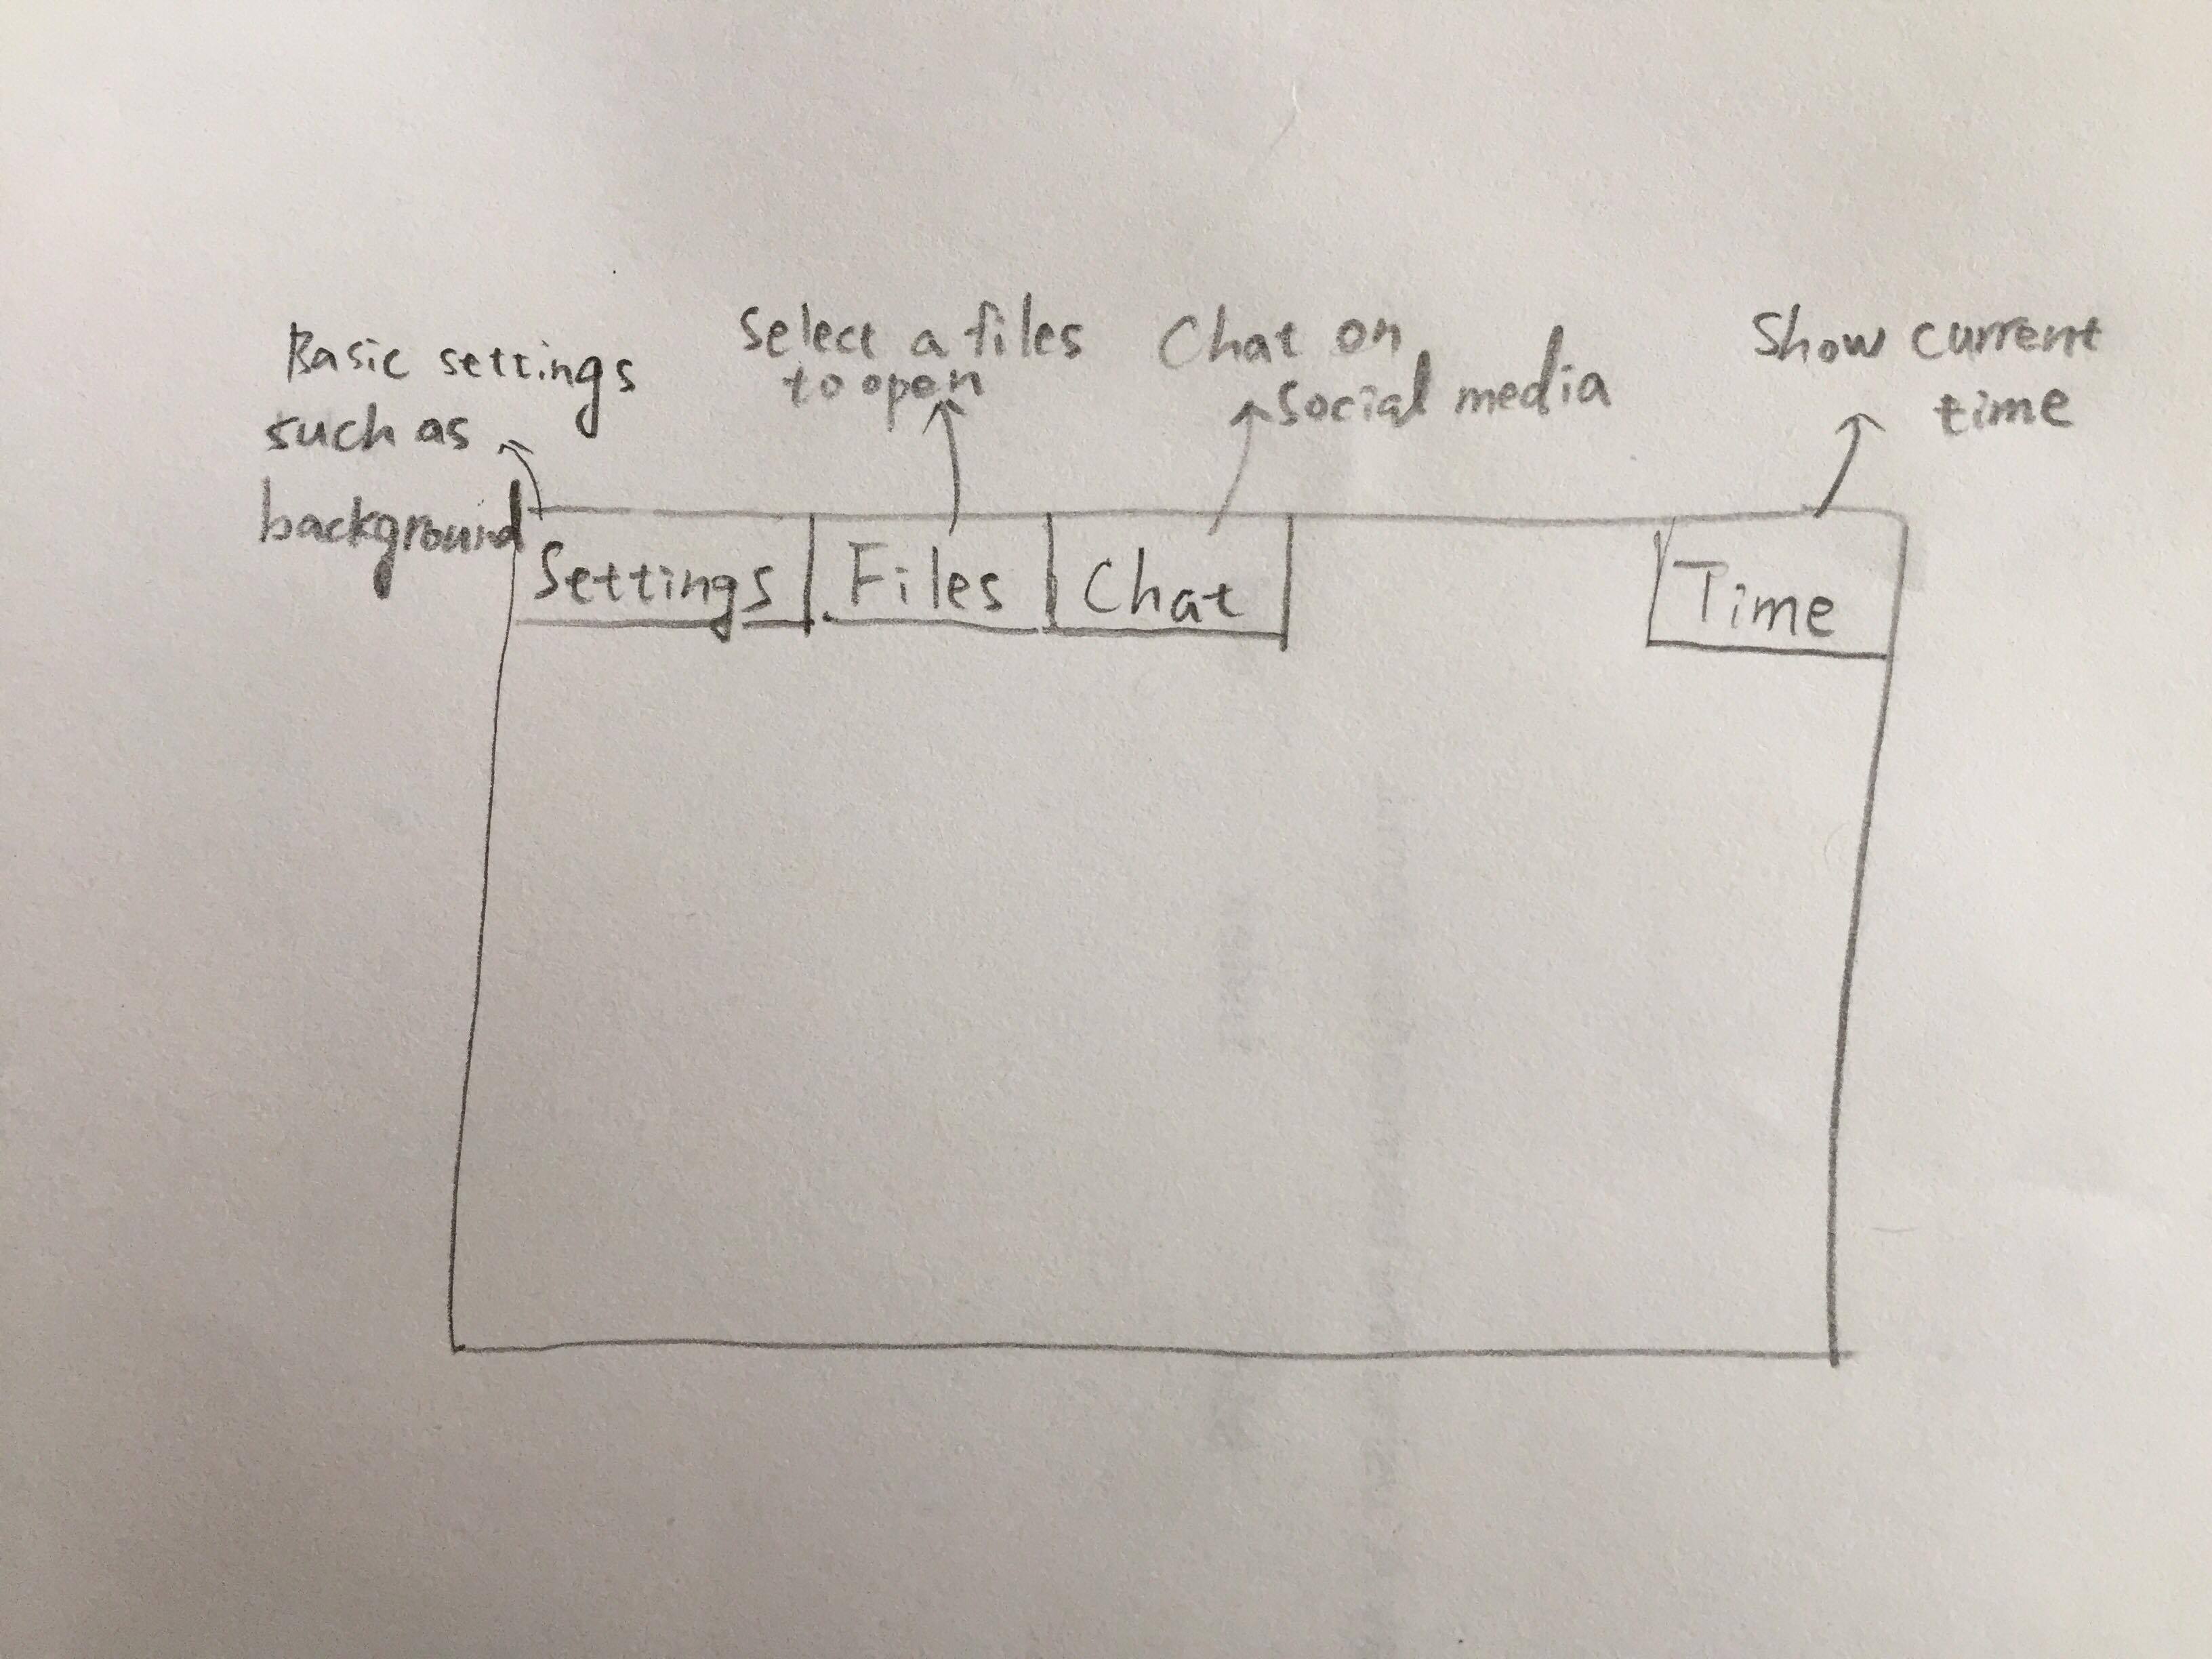 Basic settings
such as
background
Select a files
to open
Chat on
social media
Show current
time
Settings
Files
Chat
Time